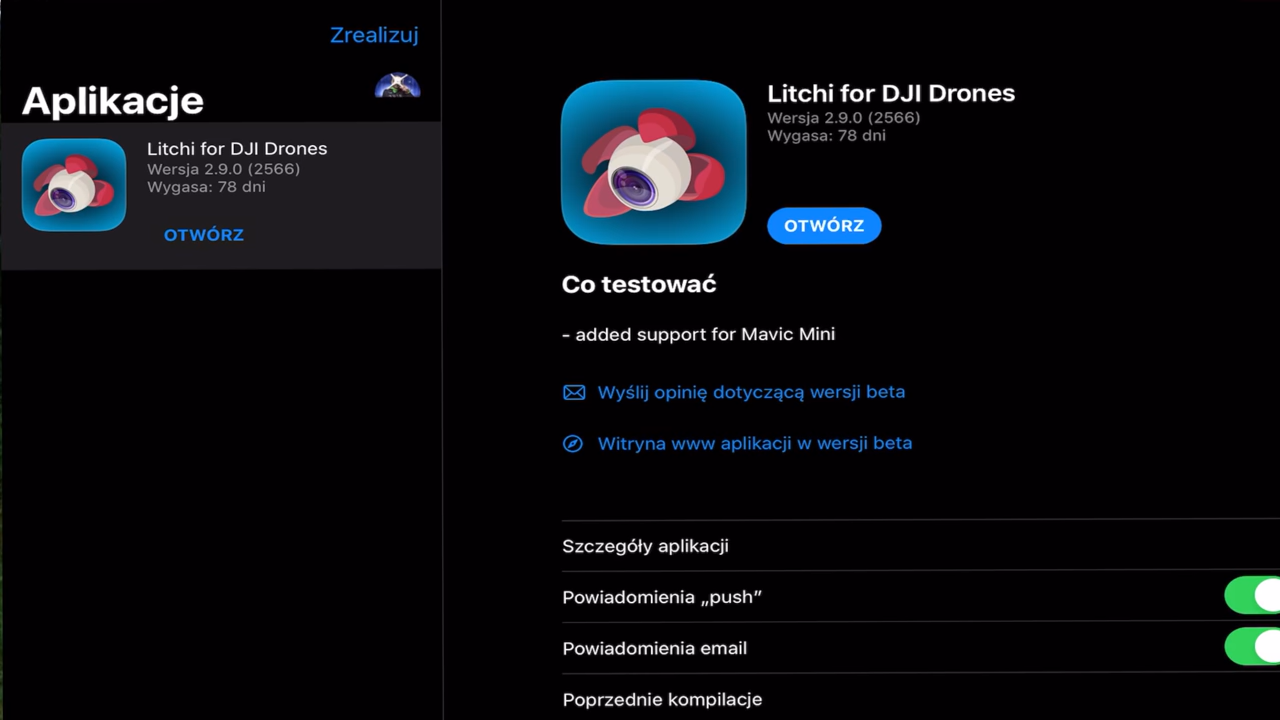 Zrealizuj
Aplikacje
Litchi for DJI Drones
Wersja 2.9.0 (2566)
Wygasa: 78 dni
OTWÓRZ
Litchi for DJI Drones
Wersja 2.9.0 (2566)
Wygasa: 78 dni
OTWÓRZ
Co testować
- added support for Mavic Mini
Wyślij opinię dotyczącą wersji beta
Witryna www aplikacji w wersji beta
Szczegóły aplikacji
Powiadomienia „push”
Powiadomienia email
Poprzednie kompilacje